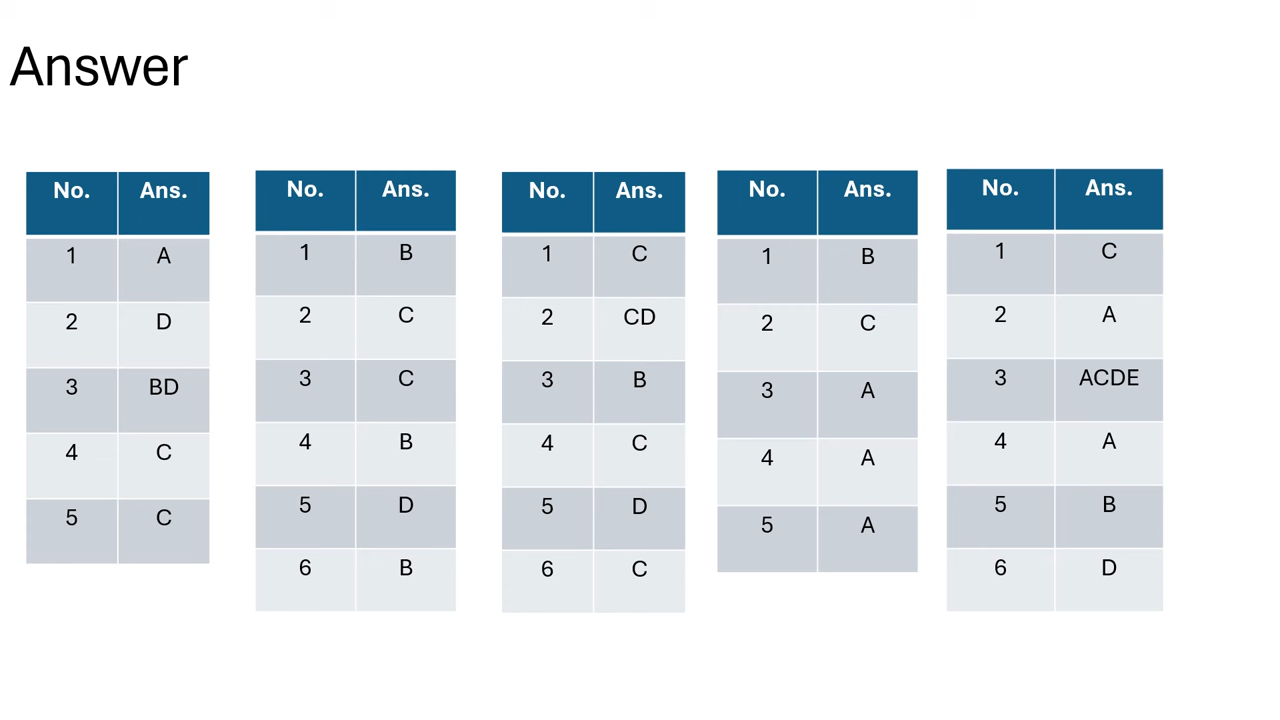 Answer
No. Ans.
1 A
2 D
3 BD
4 C
5 C
No. Ans.
1 B
2 C
3 C
4 B
5 D
6 B
No. Ans.
1 C
2 CD
3 B
4 C
5 D
6 C
No. Ans.
1 B
2 C
3 A
4 A
5 A
No. Ans.
1 C
2 A
3 ACDE
4 A
5 B
6 D